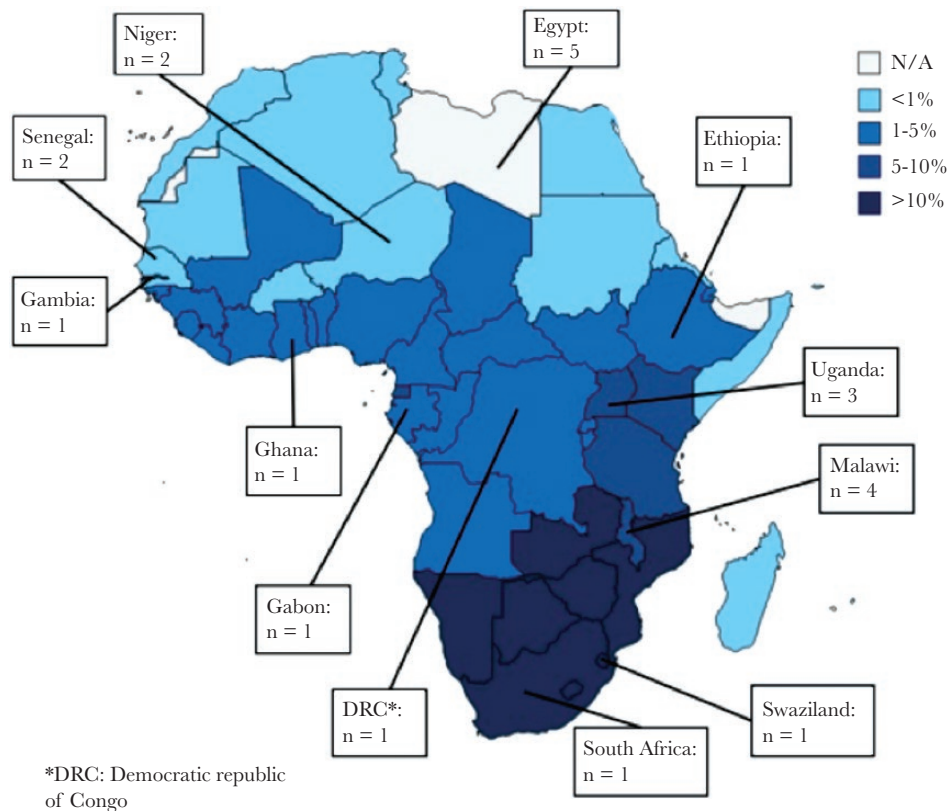 Niger:
n = 2
Egypt:
n = 5
N/A
<1%
1-5%
5-10%
>10%
Senegal:
n = 2
Ethiopia:
n = 1
Gambia:
n = 1
Uganda:
n = 3
Ghana:
n = 1
Malawi:
n = 4
Gabon:
n = 1
DRC*:
n = 1
South Africa:
n = 1
Swaziland:
n = 1
*DRC: Democratic republic
of Congo